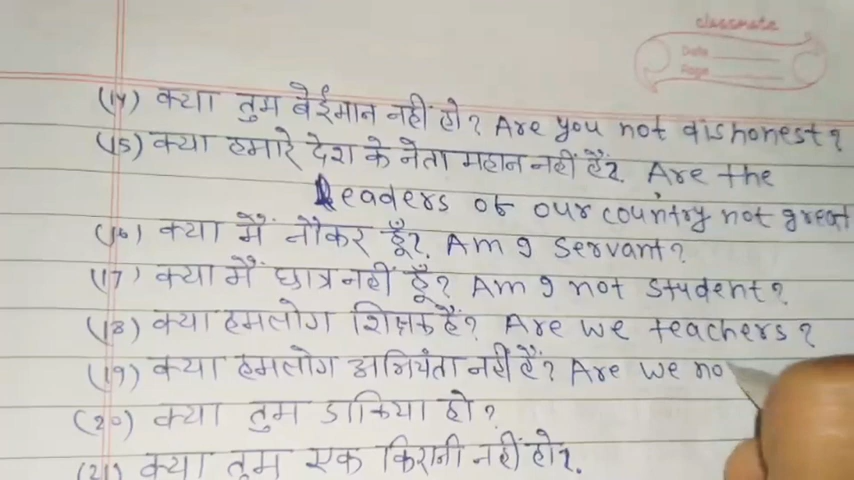 classmate
Date
Page
(14) क्या तुम बेईमान नहीं हो? Are you not dishonest?
(15) क्या हमारे देश के नेता महान नहीं हैं? Are the
Leaders of our country not great
(16) क्या मैं नौकर हूँ? Am I servant?
(17) क्या मैं छात्र नहीं हूँ? Am I not student?
(18) क्या हमलोग शिक्षक हैं? Are we teachers?
(19) क्या हमलोग अभियंता नहीं हैं? Are we no
(20) क्या तुम डाकिया हो?
(21) क्या तुम एक किरानी नहीं हो?